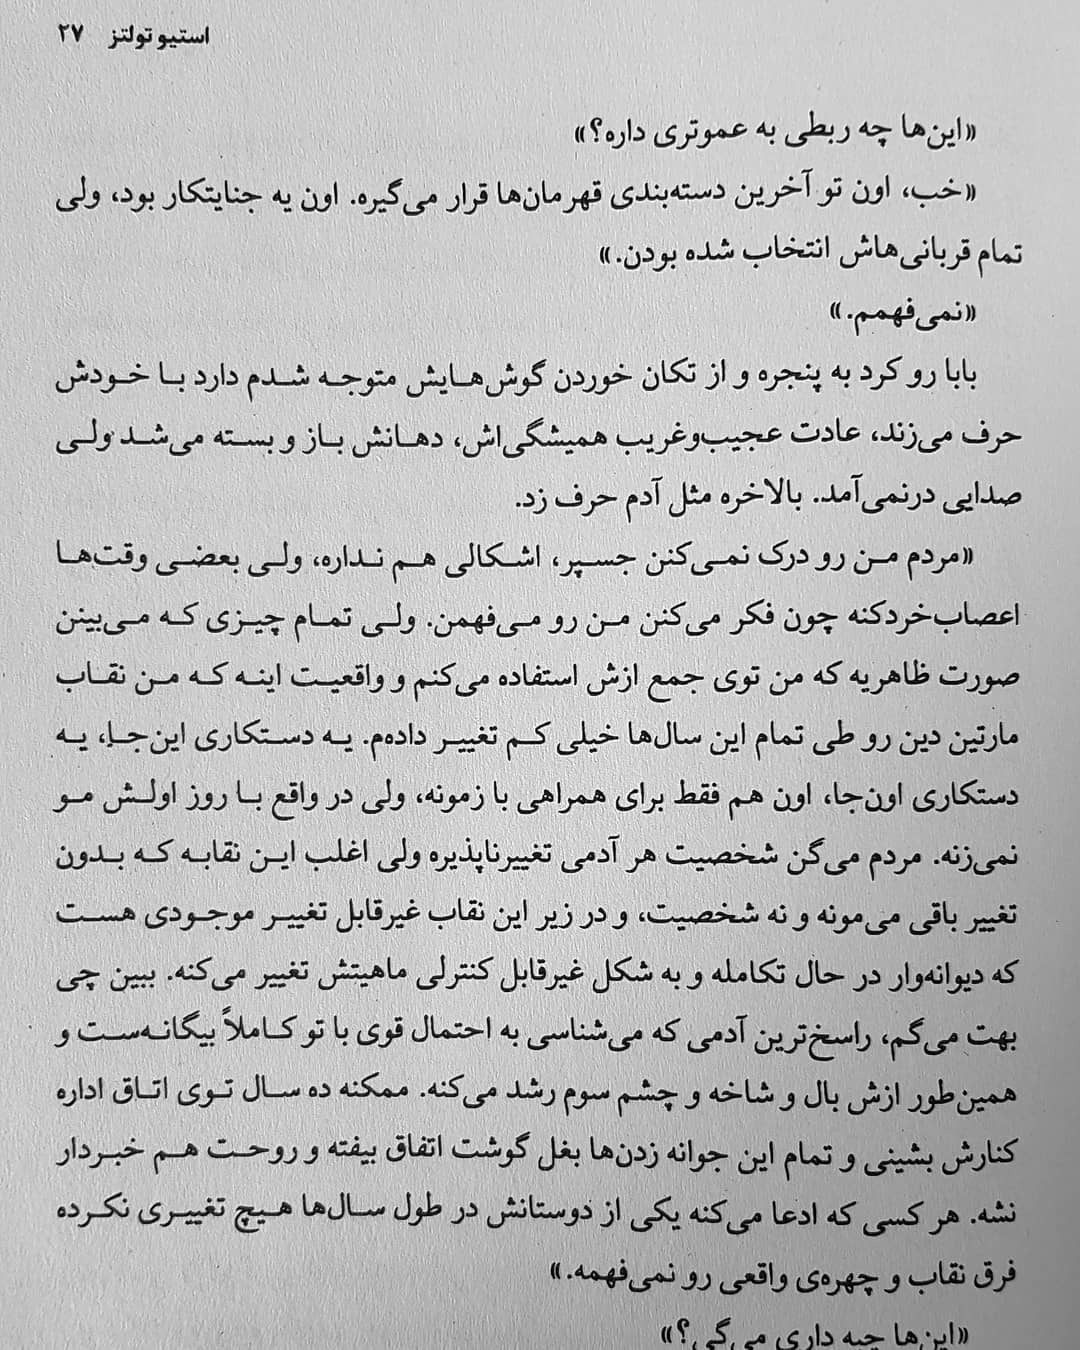 استیو تولتز ۲۷
«این‌ها چه ربطی به عموتری داره؟»
«خب، اون تو آخرین دسته‌بندی قهرمان‌ها قرار می‌گیره. اون یه جنایتکار بود، ولی
تمام قربانی‌هاش انتخاب شده بودن.»
«نمی‌فهمم.»
بابا رو کرد به پنجره و از تکان خوردن گوش‌هایش متوجه شدم دارد با خودش
حرف می‌زند، عادت عجیب‌وغریب همیشگی‌اش، دهانش باز و بسته می‌شد ولی
صدایی درنمی‌آمد. بالاخره مثل آدم حرف زد.
«مردم من رو درک نمی‌کنن جسپر، اشکالی هم نداره، ولی بعضی وقت‌ها
اعصاب‌خردکنه چون فکر می‌کنن من رو می‌فهمن. ولی تمام چیزی که می‌بینن
صورت ظاهریه که من توی جمع ازش استفاده می‌کنم و واقعیت اینه که من نقاب
مارتین دین رو طی تمام این سال‌ها خیلی کم تغییر داده‌م. یه دستکاری این‌جا، یه
دستکاری اون‌جا، اون هم فقط برای همراهی با زمونه، ولی در واقع با روز اولش مو
نمی‌زنه. مردم می‌گن شخصیت هر آدمی تغییرناپذیره ولی اغلب این نقابه که بدون
تغییر باقی می‌مونه و نه شخصیت، و در زیر این نقاب غیرقابل تغییر موجودی هست
که دیوانه‌وار در حال تکامله و به شکل غیرقابل کنترلی ماهیتش تغییر می‌کنه. ببین چی
بهت می‌گم، راسخ‌ترین آدمی که می‌شناسی به احتمال قوی با تو کاملاً بیگانه‌ست و
همین‌طور ازش بال و شاخه و چشم سوم رشد می‌کنه. ممکنه ده سال توی اتاق اداره
کنارش بشینی و تمام این جوانه زدن‌ها بغل گوشت اتفاق بیفته و روحت هم خبردار
نشه. هر کسی که ادعا می‌کنه یکی از دوستانش در طول سال‌ها هیچ تغییری نکرده
فرق نقاب و چهره‌ی واقعی رو نمی‌فهمه.»
«این‌ها چیه داری می‌گی؟»